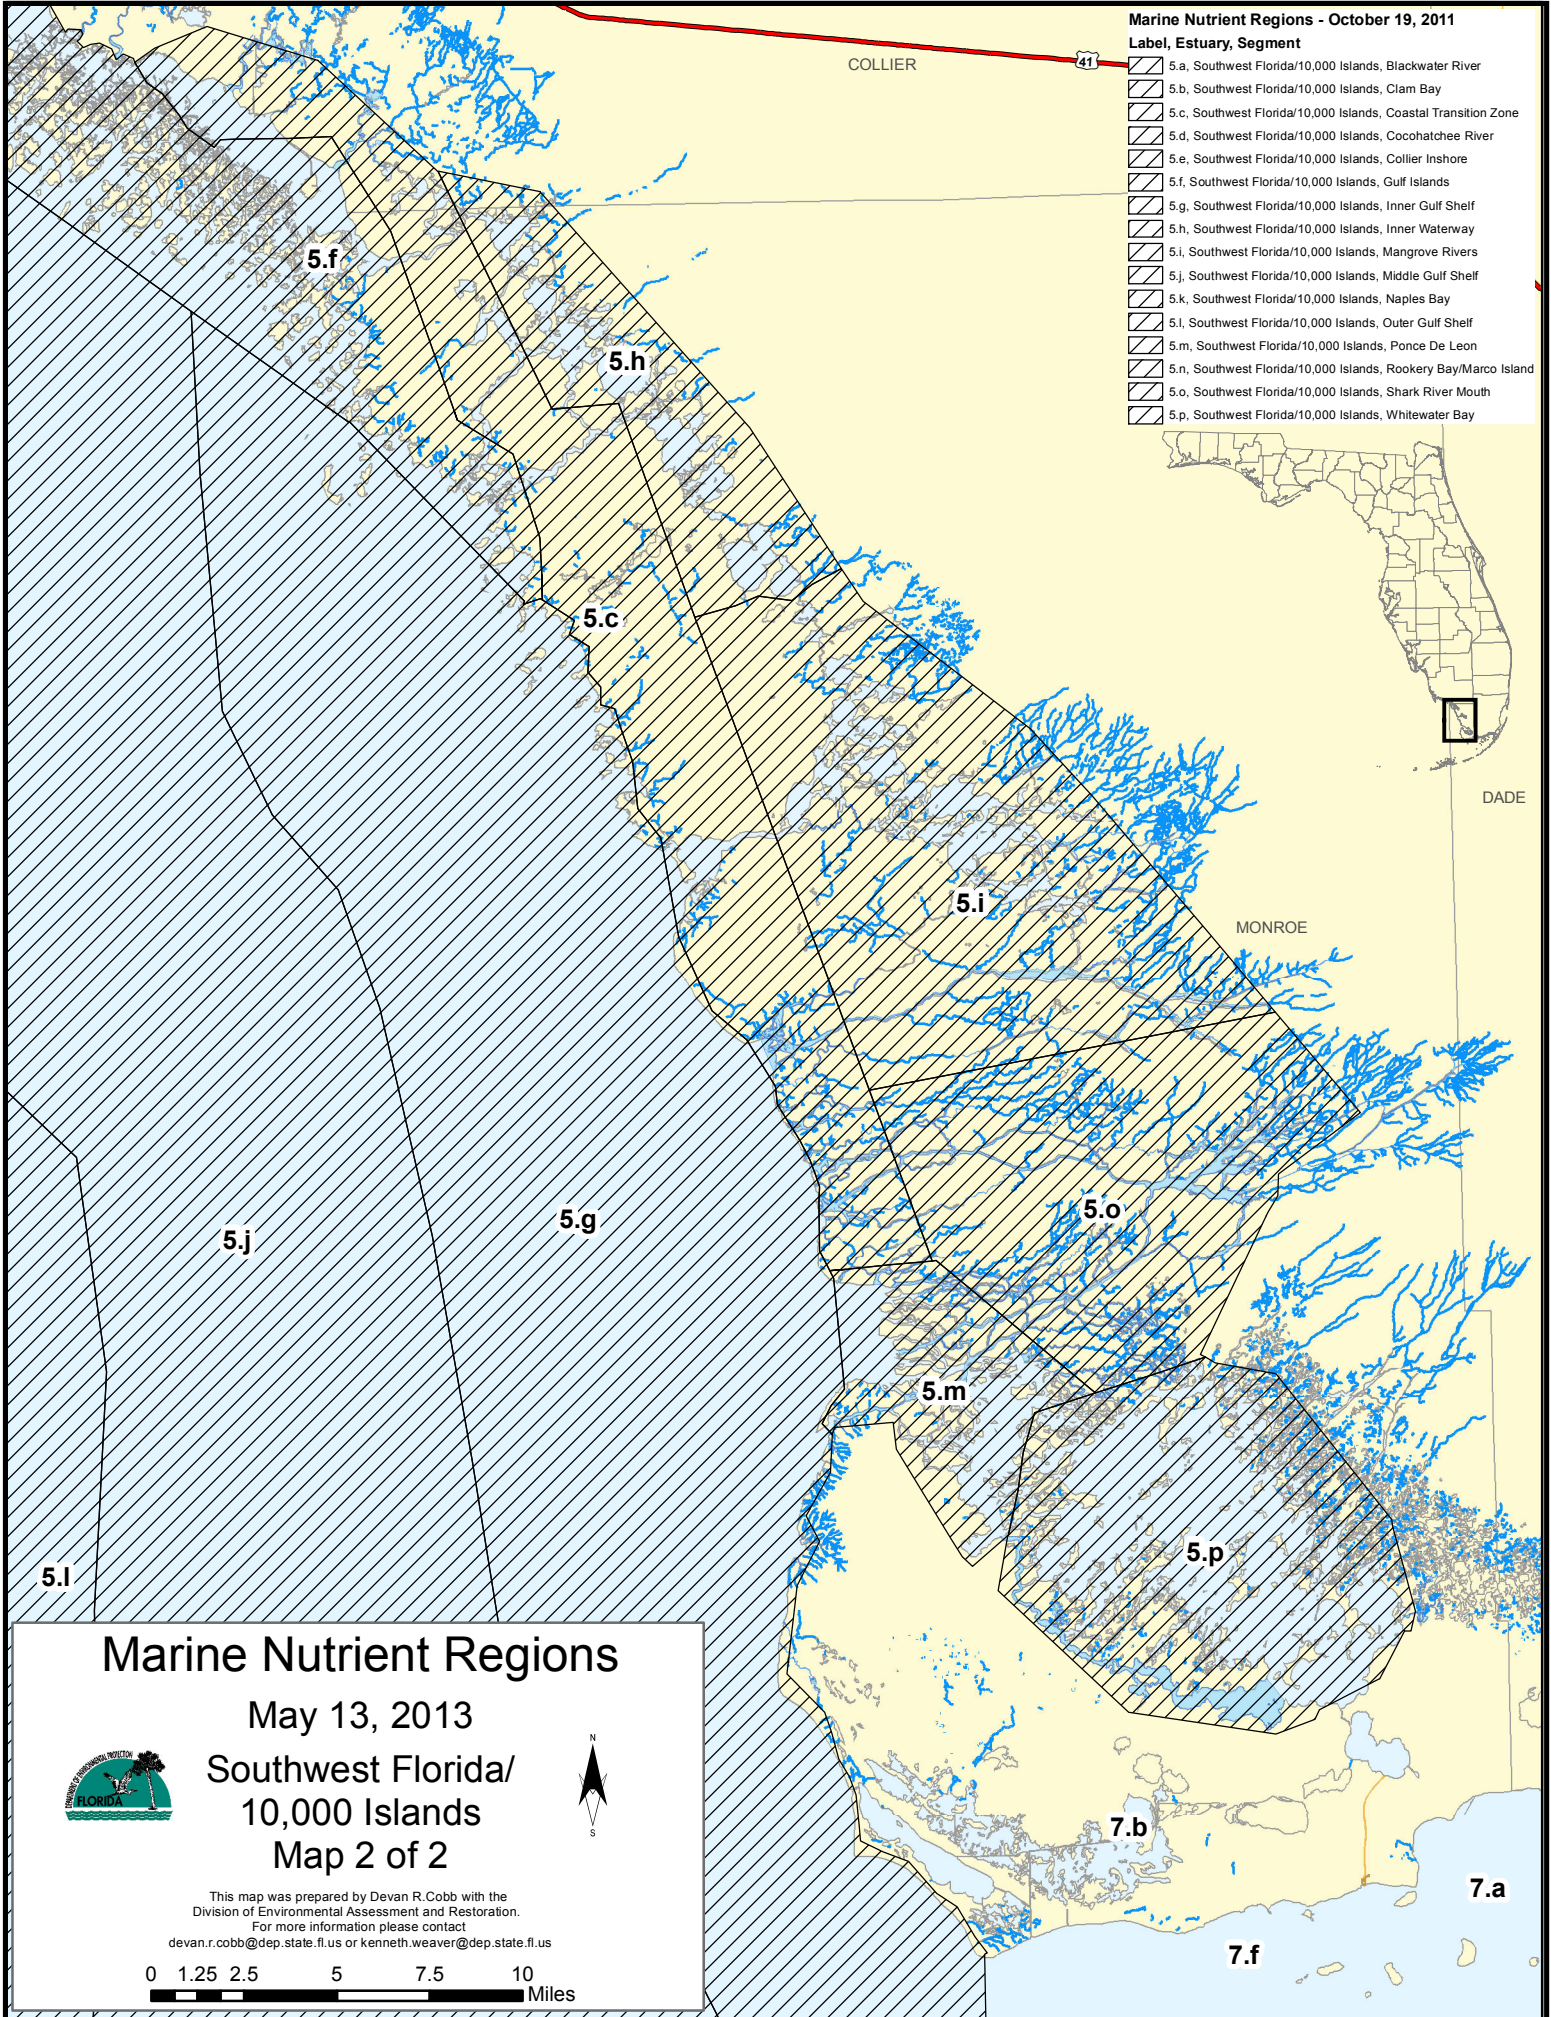 Marine Nutrient Regions - October 19, 2011
Label, Estuary, Segment
5.a, Southwest Florida/10,000 Islands, Blackwater River
5.b, Southwest Florida/10,000 Islands, Clam Bay
5.c, Southwest Florida/10,000 Islands, Coastal Transition Zone
5.d, Southwest Florida/10,000 Islands, Cocohatchee River
5.e, Southwest Florida/10,000 Islands, Collier Inshore
5.f, Southwest Florida/10,000 Islands, Gulf Islands
5.g, Southwest Florida/10,000 Islands, Inner Gulf Shelf
5.h, Southwest Florida/10,000 Islands, Inner Waterway
5.i, Southwest Florida/10,000 Islands, Mangrove Rivers
5.j, Southwest Florida/10,000 Islands, Middle Gulf Shelf
5.k, Southwest Florida/10,000 Islands, Naples Bay
5.l, Southwest Florida/10,000 Islands, Outer Gulf Shelf
5.m, Southwest Florida/10,000 Islands, Ponce De Leon
5.n, Southwest Florida/10,000 Islands, Rookery Bay/Marco Island
5.o, Southwest Florida/10,000 Islands, Shark River Mouth
5.p, Southwest Florida/10,000 Islands, Whitewater Bay
COLLIER
41
5.f
5.h
5.c
DADE
5.i
MONROE
5.o
5.g
5.j
5.m
5.p
5.l
7.b
7.a
7.f
Marine Nutrient Regions
May 13, 2013
Southwest Florida/
10,000 Islands
Map 2 of 2
DEPARTMENT OF ENVIRONMENTAL PROTECTION
FLORIDA
N
S
This map was prepared by Devan R.Cobb with the
Division of Environmental Assessment and Restoration.
For more information please contact
devan.r.cobb@dep.state.fl.us or kenneth.weaver@dep.state.fl.us
0 1.25 2.5 5 7.5 10
Miles